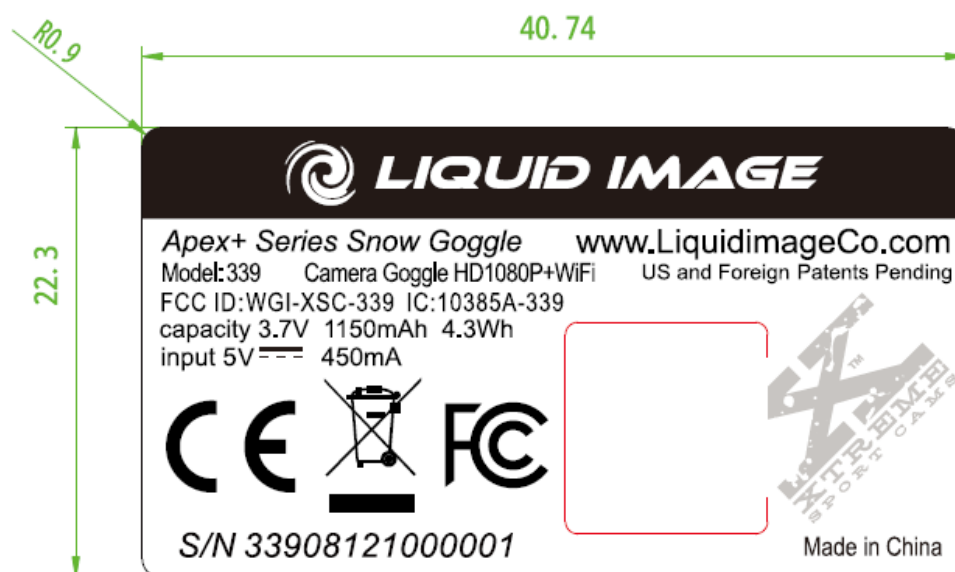 40.74
R0.9
22.3
LIQUID IMAGE
Apex+ Series Snow Goggle www.LiquidimageCo.com
Model:339 Camera Goggle HD1080P+WiFi US and Foreign Patents Pending
FCC ID:WGI-XSC-339 IC:10385A-339
capacity 3.7V 1150mAh 4.3Wh
input 5V 450mA
CE FC
X ™
XTREME
SPORT CAMS
S/N 33908121000001
Made in China